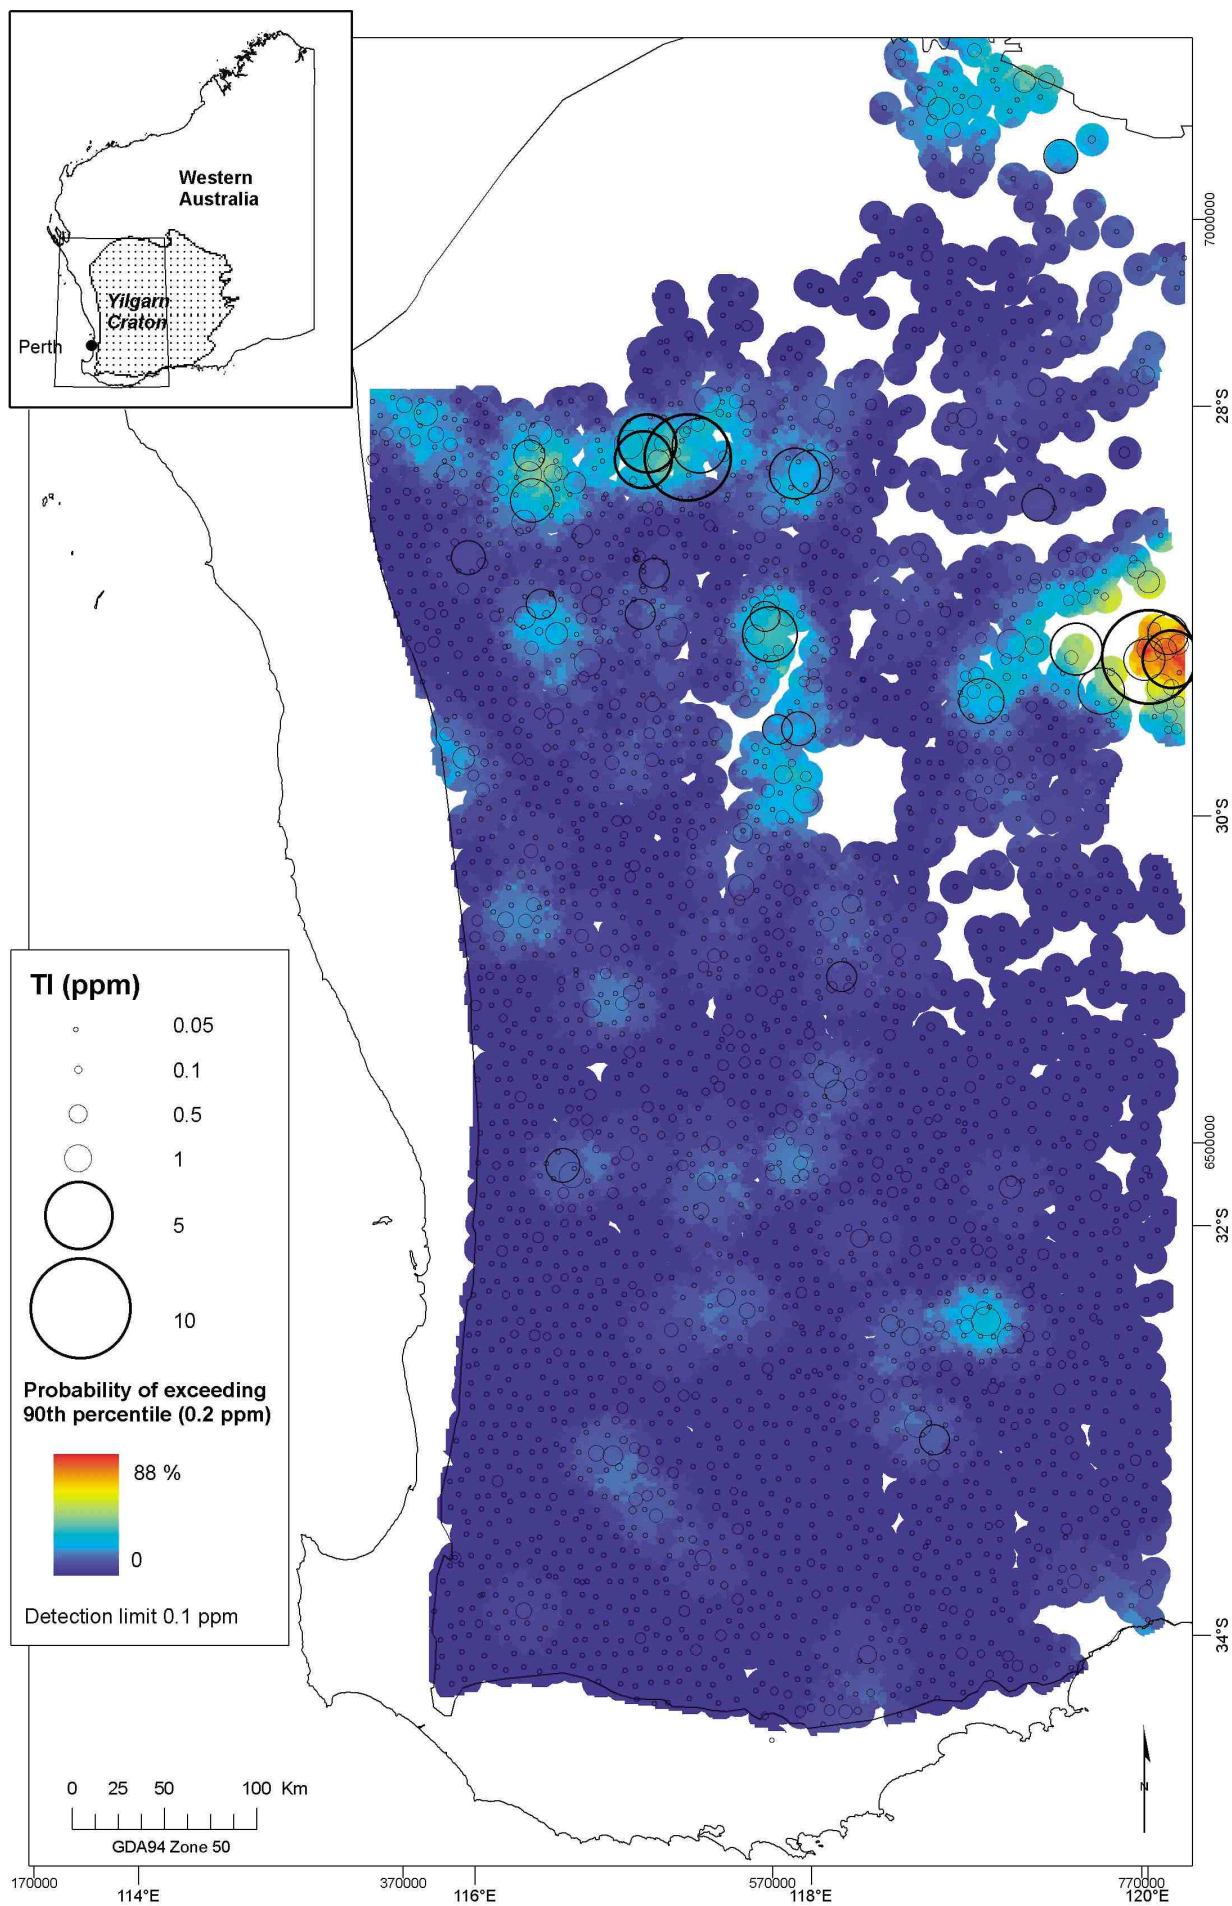 Western
Australia
Yilgarn
Craton
Perth
7000000
28°S
30°S
6500000
32°S
34°S
Tl (ppm)
0.05
0.1
0.5
1
5
10
Probability of exceeding
90th percentile (0.2 ppm)
88 %
0
Detection limit 0.1 ppm
0 25 50 100 Km
GDA94 Zone 50
N
170000 370000 570000 770000
114°E 116°E 118°E 120°E